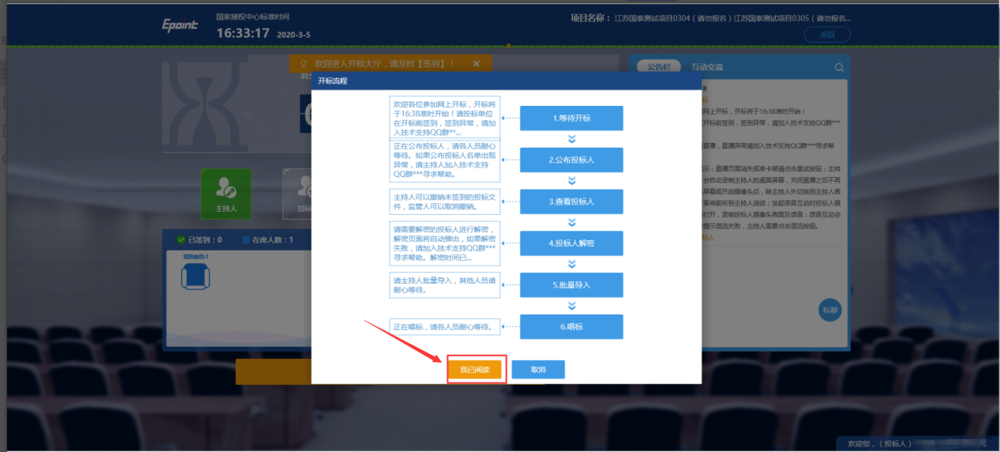 Epoint
国家授权中心标准时间
16:33:17 2020-3-5
项目名称： 江苏国泰测试项目0304（请勿报名）江苏国泰测试项目0305（请勿报名...
返回
欢迎进入开标大厅，请及时【签到】！
公告栏 互动交流
开标流程
欢迎各位参加网上开标，开标将
于16:38准时开始！请投标单位
在开标前签到，签到异常，请加
入技术支持QQ群**...
1.等待开标
正在公布投标人，请各人员耐心
等待。如果公布投标人名单出现
异常，请主持人加入技术支持
QQ群***寻求帮助。
2.公布投标人
主持人可以撤销未签到的投标文
件，监管人可以取消撤销。
3.查看投标人
请需要解密的投标人进行解密，
解密页面将自动弹出，如果解密
失败，请加入技术支持QQ群***
寻求帮助。解密时间已...
4.投标人解密
请主持人批量导入，其他人员请
耐心等待。
5.批量导入
正在唱标，请各人员耐心等待。
6.唱标
我已阅读
取消
主持人
招标
已签到：0
在席人数：1
我的座位:1
8
网上开标，开标将于16:38准时开始！
开标前签到，签到异常，请加入技术支持QQ群***
直播，直播异常请加入技术支持QQ群***寻求帮
示：直播页面消失或者卡顿请点击重试按钮；主持
会自动录制主持人的桌面屏幕，关闭直播之后不再
屏幕或开启摄像头后，除主持人外切换到主持人画
享将能听到主持人说话；发起语音互动时投标人摄
打开，录制投标人摄像头画面及语音；语音互动会
提示混流失败，主持人需要点击混流按钮。
标人
私聊
欢迎您，（投标人）